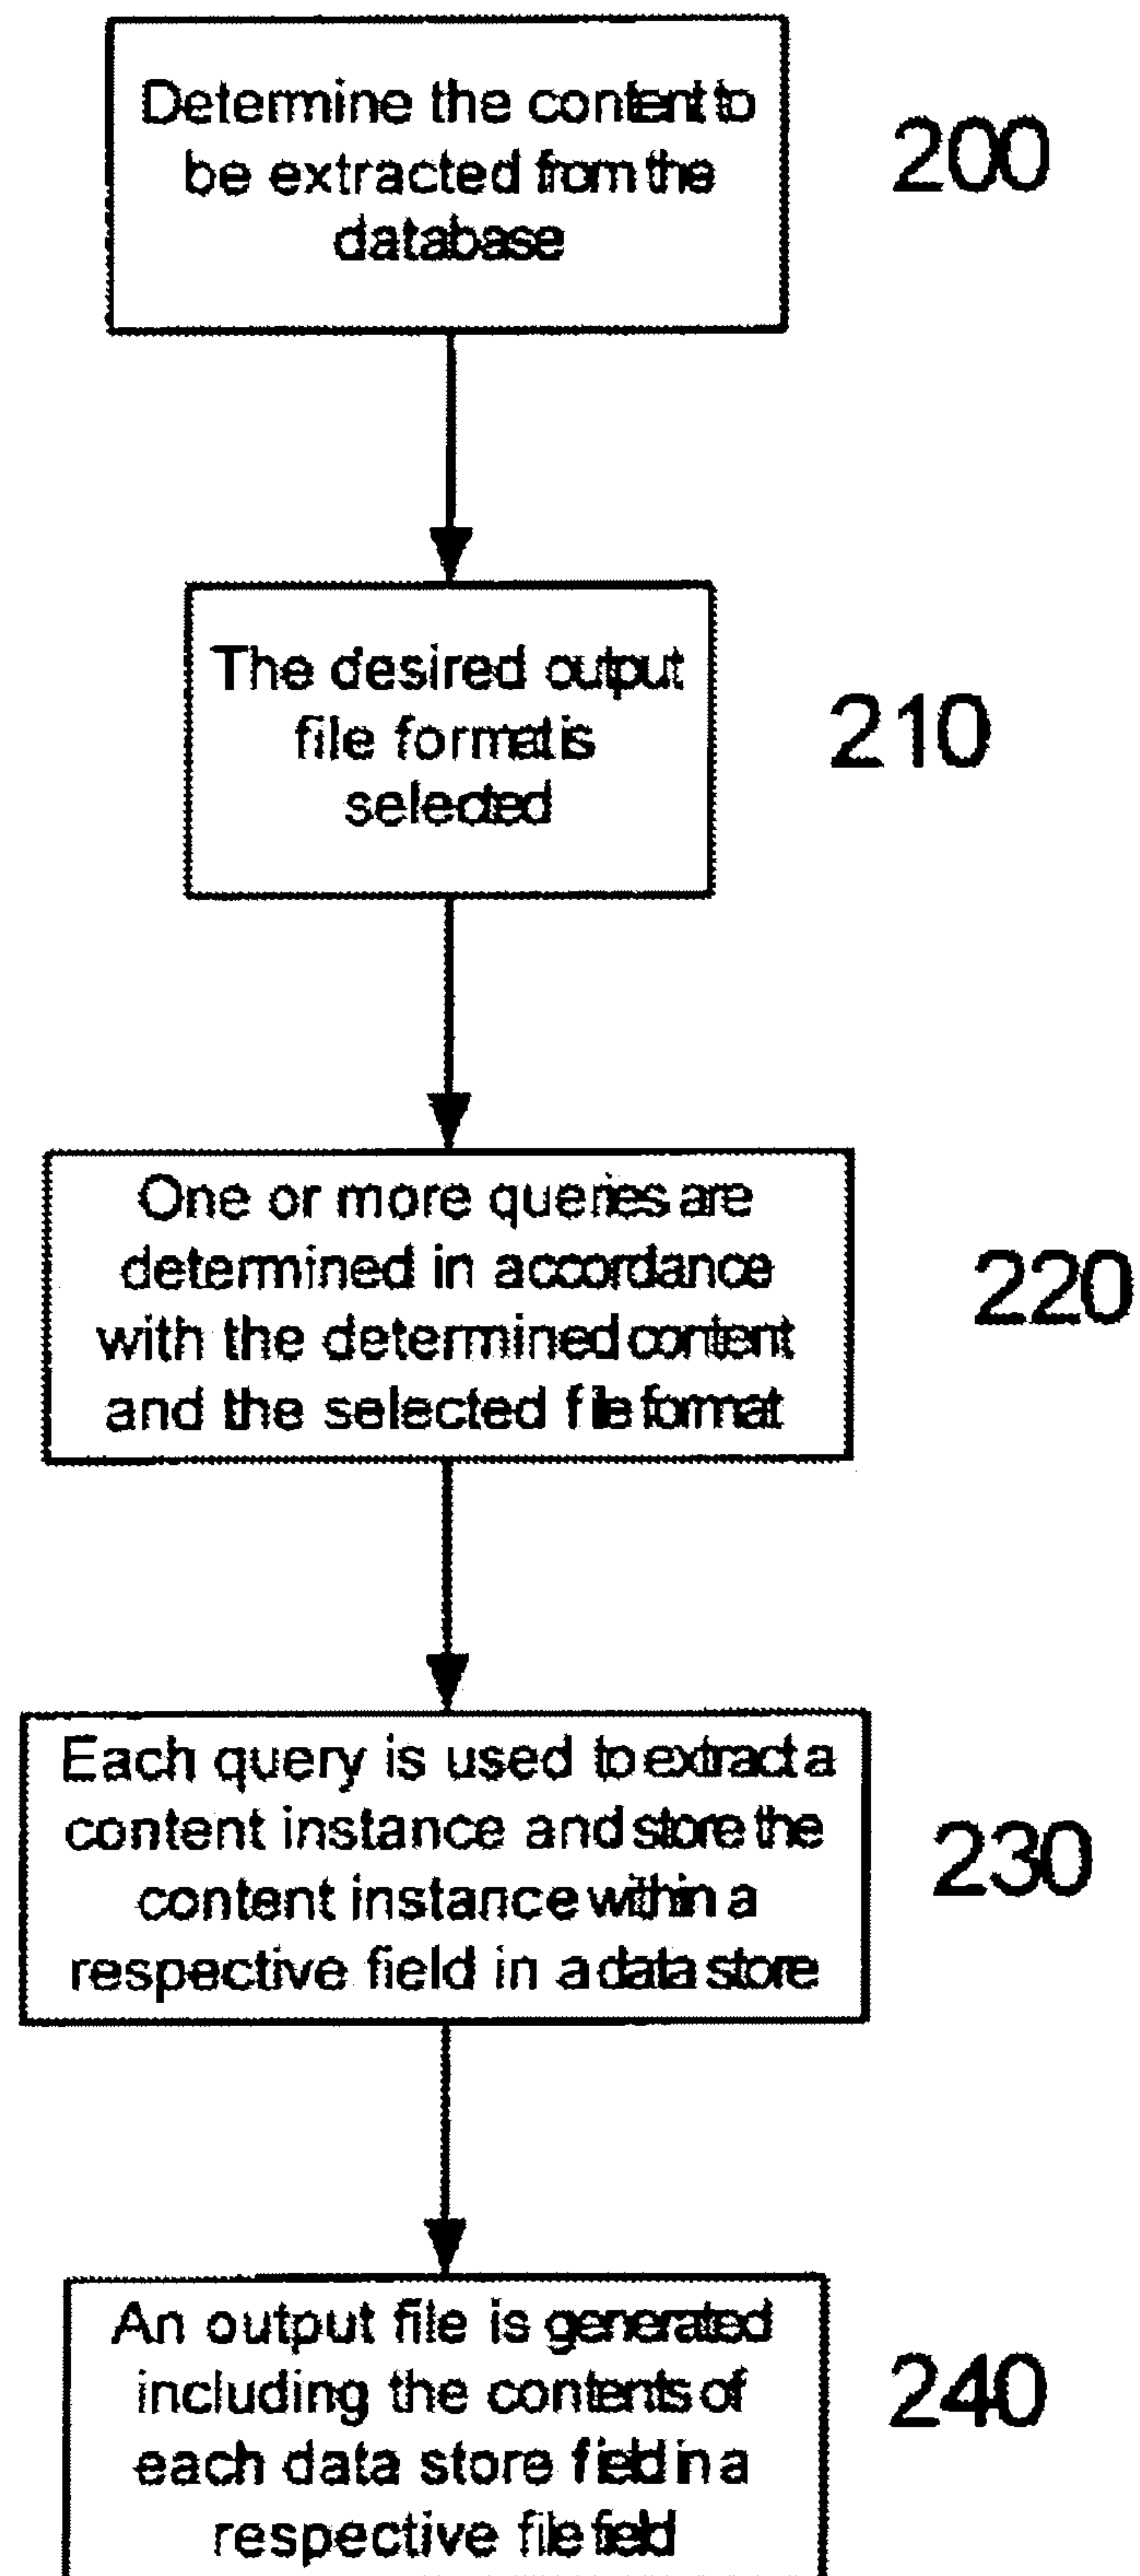 Determine the content to
be extracted from the
database
200
The desired output
file format is
selected
210
One or more queries are
determined in accordance
with the determined content
and the selected file format
220
Each query is used to extract a
content instance and store the
content instance within a
respective field in a data store
230
An output file is generated
including the contents of
each data store field in a
respective file field
240